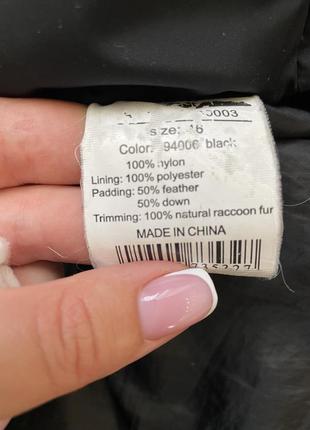 size: 46
Color: 94006 black
100% nylon
Lining: 100% polyester
Padding: 50% feather
50% down
Trimming: 100% natural raccoon fur
MADE IN CHINA